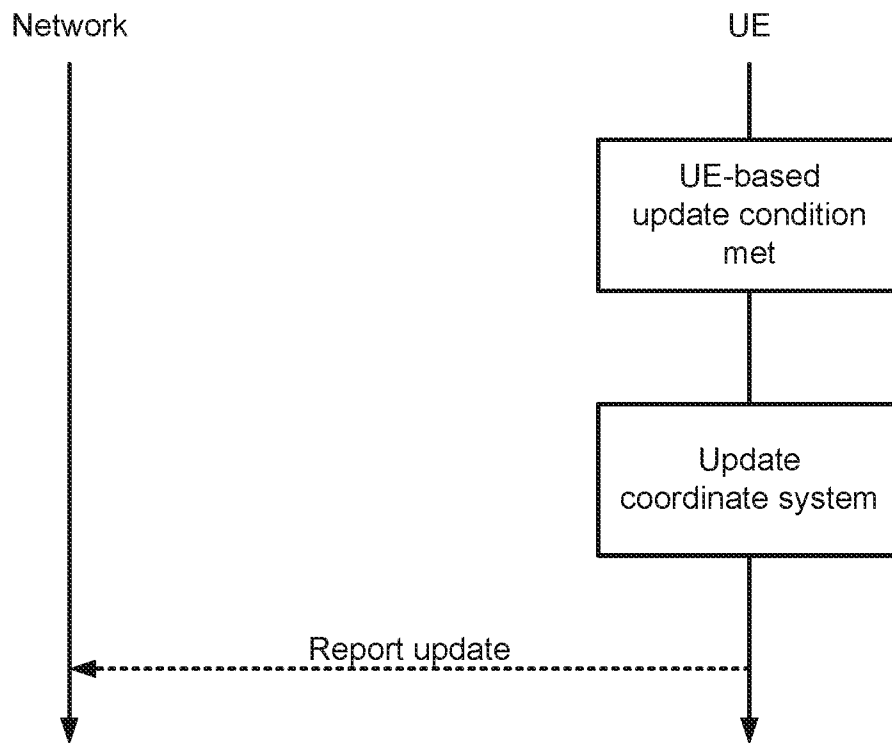 Network
UE
UE-based
update condition
met
Update
coordinate system
Report update